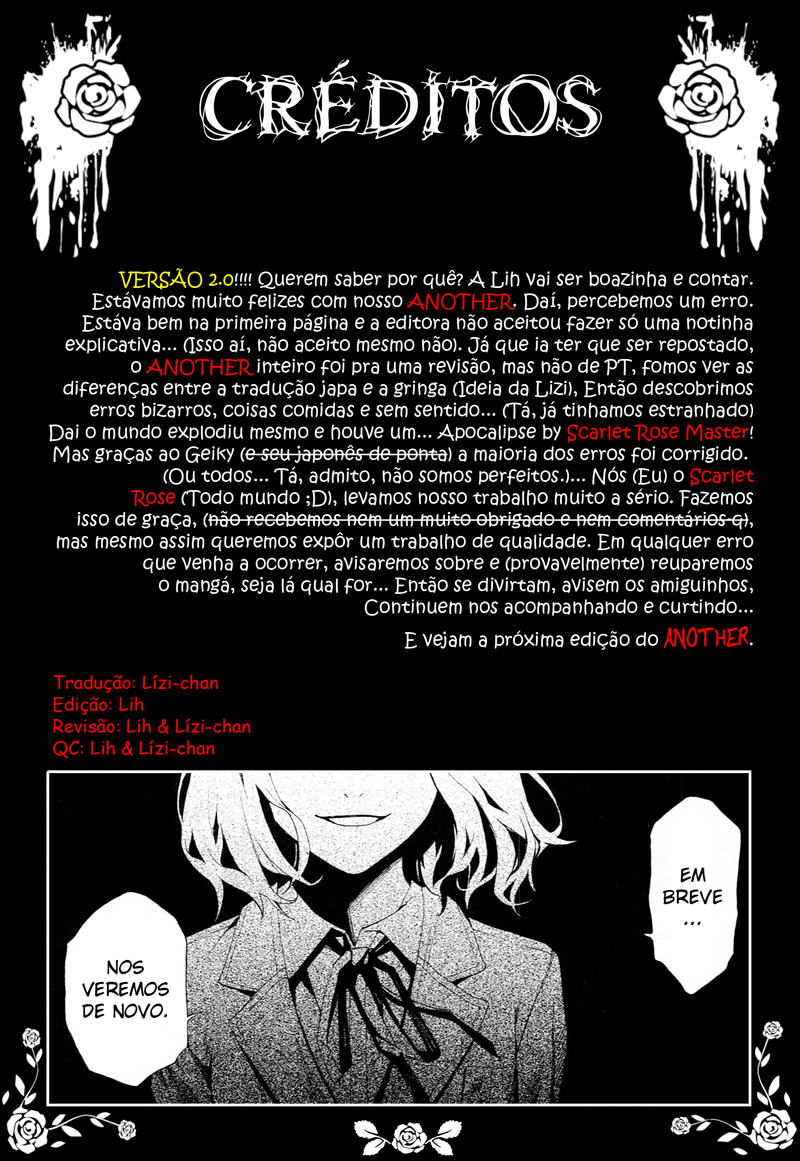 CRÉDITOS
VERSÃO 2.0!!!! Querem saber por quê? A Lih vai ser boazinha e contar.
Estávamos muito felizes com nosso ANOTHER. Daí, percebemos um erro.
Estáva bem na primeira página e a editora não aceitou fazer só uma notinha
explicativa... (Isso aí, não aceito mesmo não). Já que ia ter que ser repostado,
o ANOTHER inteiro foi pra uma revisão, mas não de PT, fomos ver as
diferenças entre a tradução japa e a gringa (Ideia da Lizi), Então descobrimos
erros bizarros, coisas comidas e sem sentido... (Tá, já tinhamos estranhado)
Dai o mundo explodiu mesmo e houve um... Apocalipse by Scarlet Rose Master!
Mas graças ao Geiky (e seu japonês de ponta) a maioria dos erros foi corrigido.
(Ou todos... Tá, admito, não somos perfeitos.)... Nós (Eu) o Scarlet
Rose (Todo mundo ;D), levamos nosso trabalho muito a sério. Fazemos
isso de graça, (não recebemos nem um muito obrigado e nem comentários q),
mas mesmo assim queremos expôr um trabalho de qualidade. Em qualquer erro
que venha a ocorrer, avisaremos sobre e (provavelmente) reuparemos
o mangá, seja lá qual for... Então se divirtam, avisem os amiguinhos,
Continuem nos acompanhando e curtindo...
E vejam a próxima edição do ANOTHER.
Tradução: Lízi-chan
Edição: Lih
Revisão: Lih & Lízi-chan
QC: Lih & Lízi-chan
EM
BREVE
...
NOS
VEREMOS
DE NOVO.